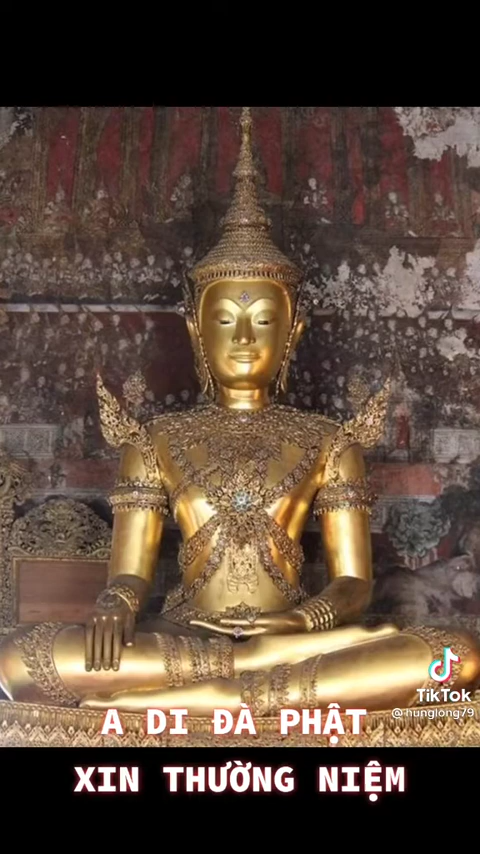 TikTok
@hunglong79
A DI ĐÀ PHẬT
XIN THƯỜNG NIỆM